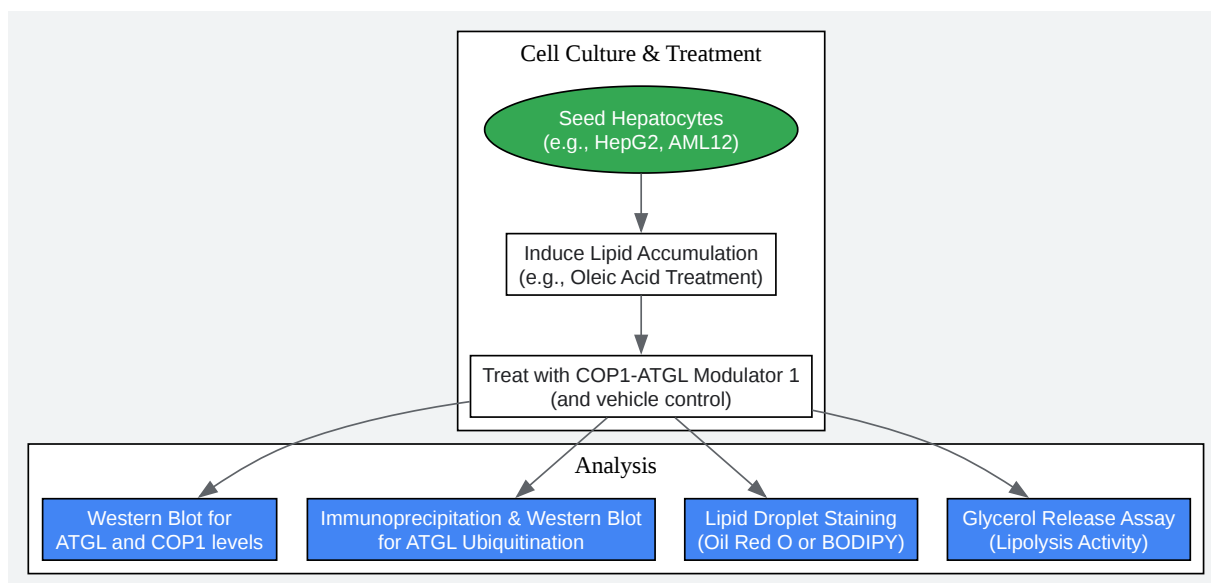 Cell Culture & Treatment
Seed Hepatocytes
(e.g., HepG2, AML12)
Induce Lipid Accumulation
(e.g., Oleic Acid Treatment)
Treat with COP1-ATGL Modulator 1
(and vehicle control)
Analysis
Western Blot for
ATGL and COP1 levels
Immunoprecipitation & Western Blot
for ATGL Ubiquitination
Lipid Droplet Staining
(Oil Red O or BODIPY)
Glycerol Release Assay
(Lipolysis Activity)